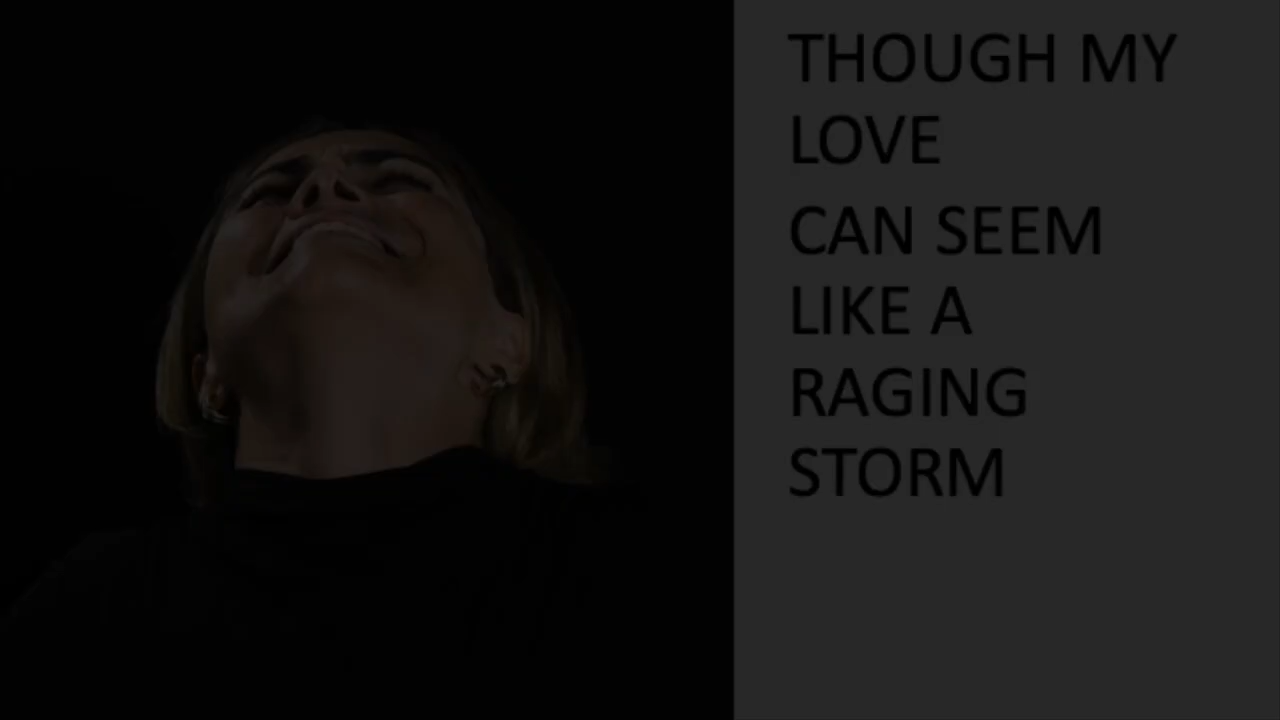 THOUGH MY
LOVE
CAN SEEM
LIKE A
RAGING
STORM